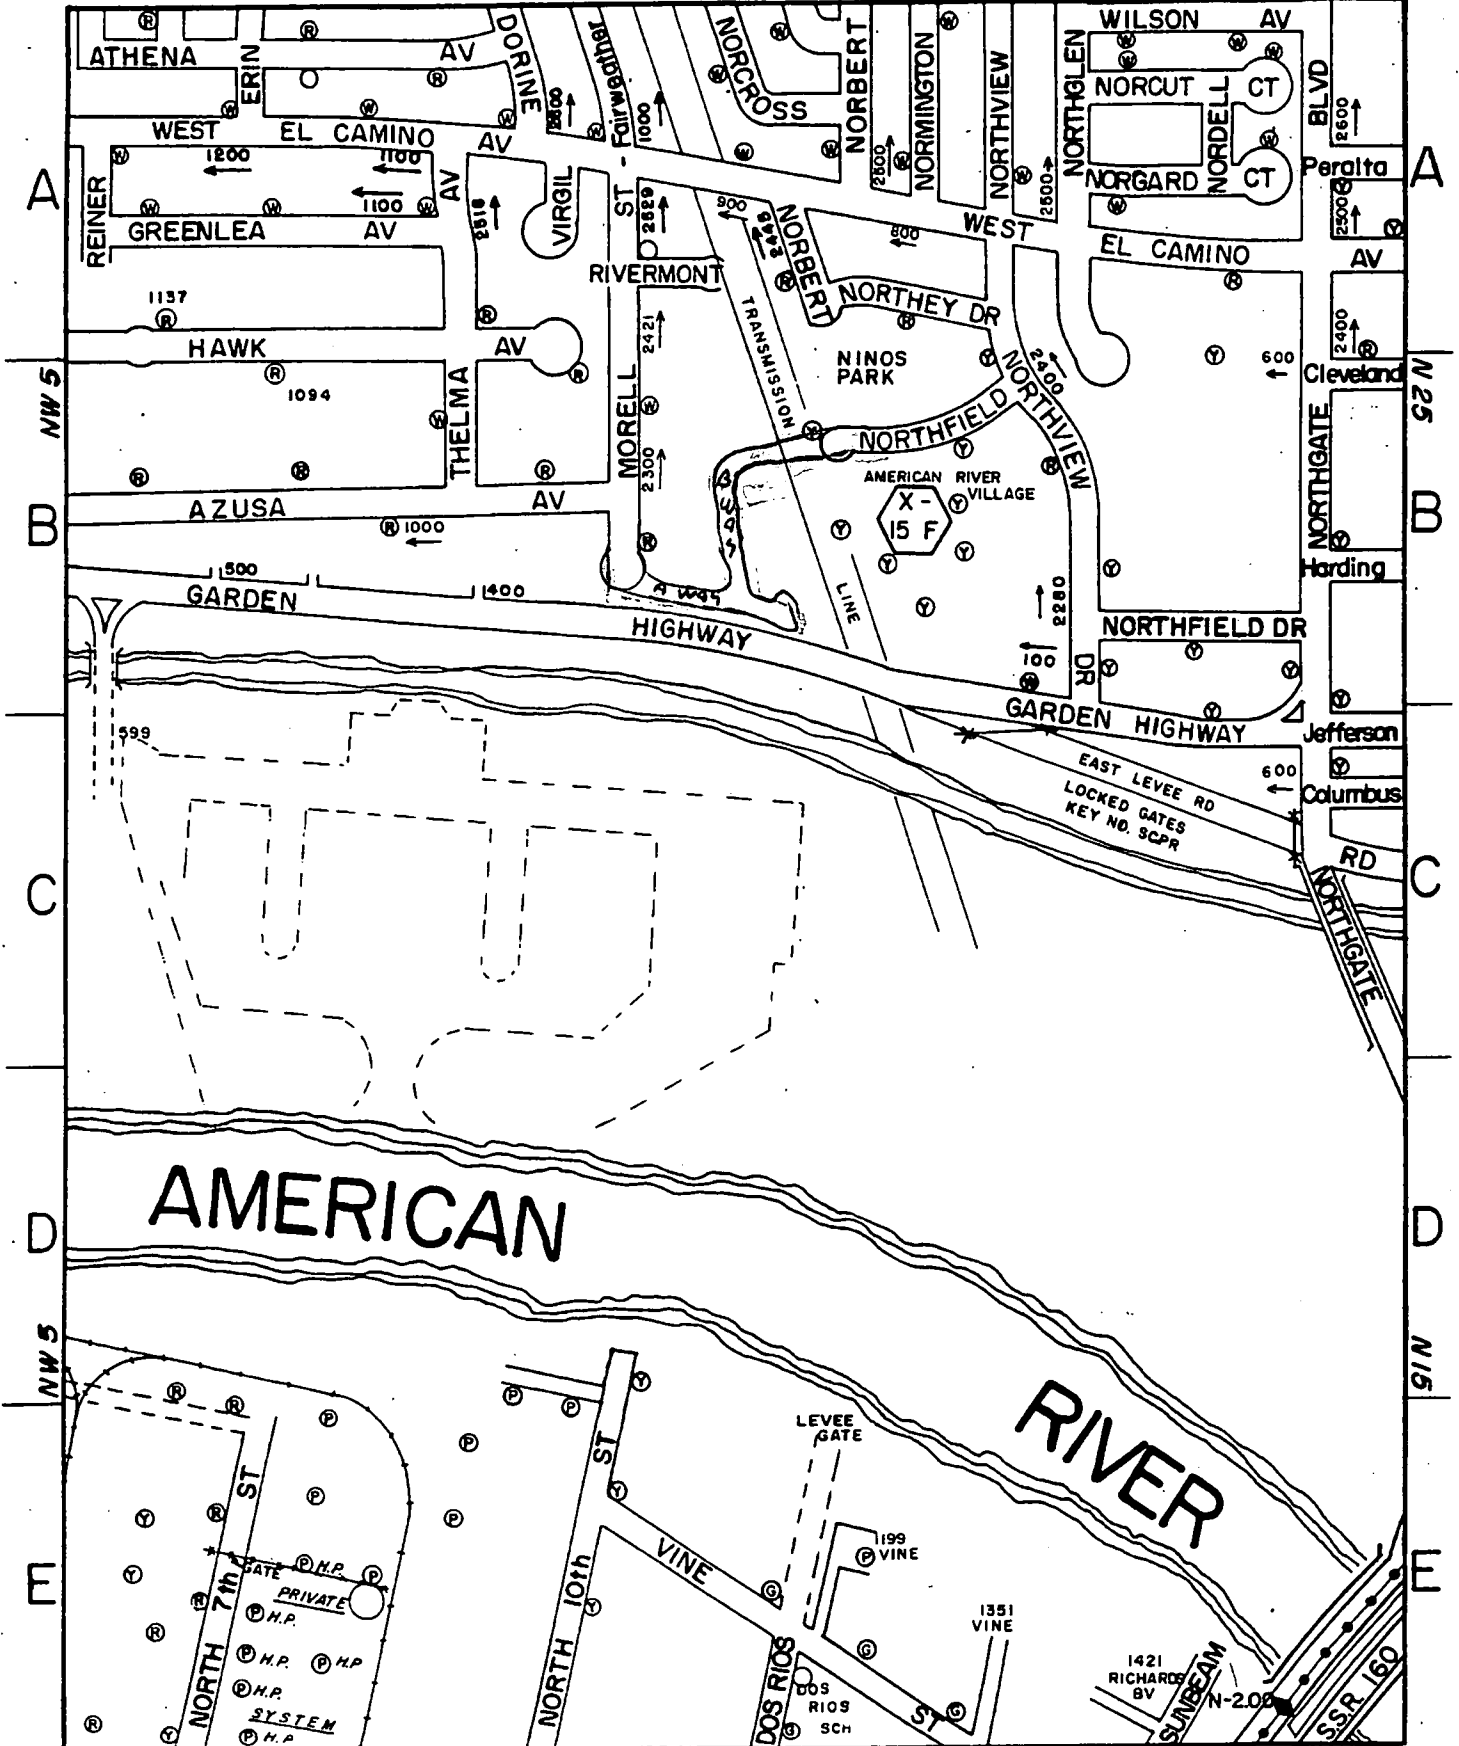 WILSON AV
ATHENA AV
ERIN
DORINE
Fairweather
NORCROSS
NORBERT
NORMINGTON
NORTHVIEW
NORTHGLEN
NORCUT CT
NORDELL
BLVD
2600
2600
1000
WEST EL CAMINO AV
1200
1100
1100
A
A
REINER
GREENLEA AV
AV
2518
VIRGIL
ST
2529
900
2445
NORBERT
2500
2500
NORGARD CT
Peralta
2500
WEST EL CAMINO AV
800
RIVERMONT
1137
HAWK AV
1094
THELMA
MORELL
2421
2300
TRANSMISSION
LINE
NORTHEY DR
NINOS
PARK
NORTHFIELD
NORTHVIEW
2400
2400
600
Cleveland
NW 5
N 25
AMERICAN RIVER
VILLAGE
X-
15 F
NORTHGATE
B
B
AZUSA AV
1000
B WAY
A WAY
500
400
GARDEN HIGHWAY
Harding
2280
100
DR
NORTHFIELD DR
GARDEN HIGHWAY
Jefferson
599
EAST LEVEE RD
LOCKED GATES
KEY NO. SCPR
600
Columbus
RD
NORTHGATE
C
C
AMERICAN
D
D
RIVER
NW 5
N 15
LEVEE
GATE
ST
ST
199
VINE
VINE
E
E
GATE
H.P.
PRIVATE
H.P.
H.P.
H.P
H.P.
SYSTEM
H.P
NORTH 7th
NORTH 10th
1351
VINE
DOS RIOS
DOS
RIOS
SCH
ST
1421
RICHARDS
BV
SUNBEAM
N-2.00
S.S.R. 160